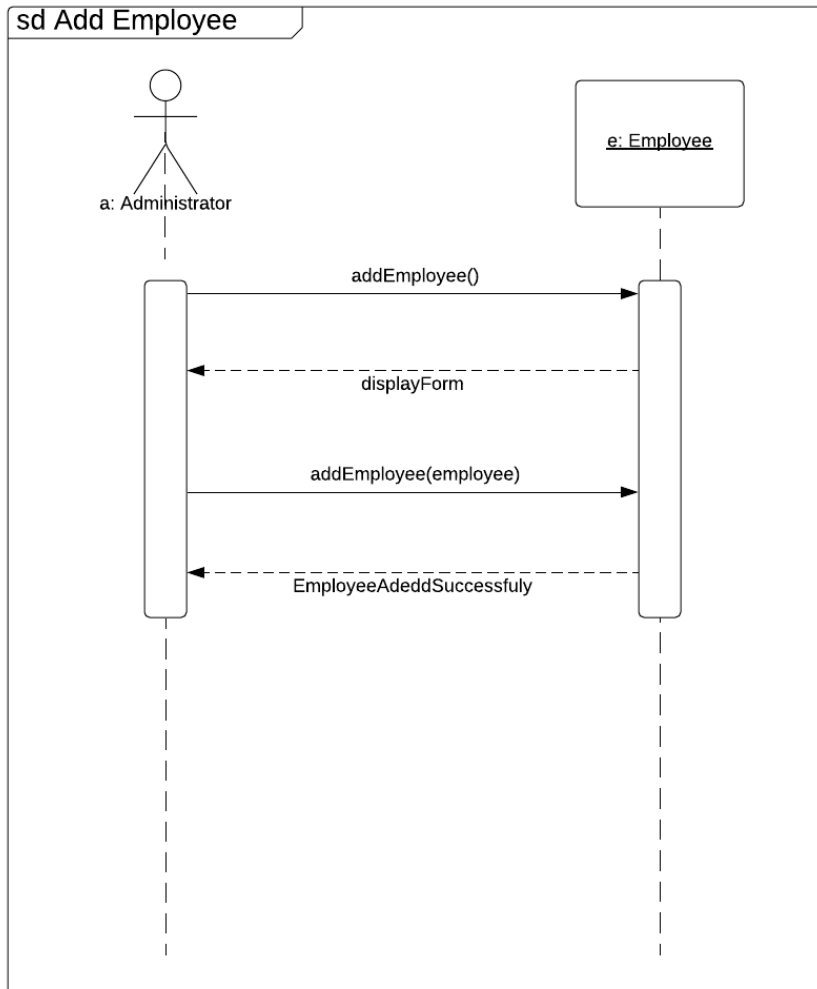 sd Add Employee
e: Employee
a: Administrator
addEmployee()
displayForm
addEmployee(employee)
EmployeeAdeddSuccessfuly